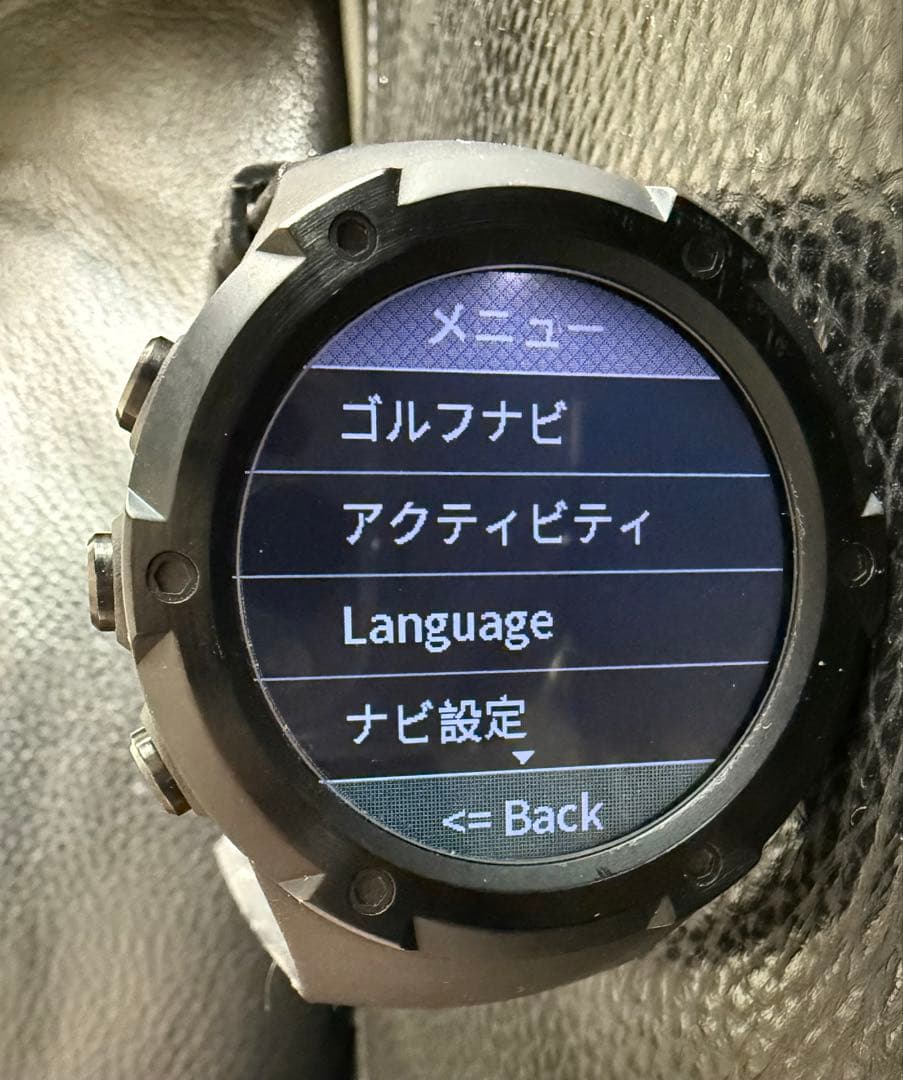 メニュー
ゴルフナビ
アクティビティ
Language
ナビ設定
<= Back